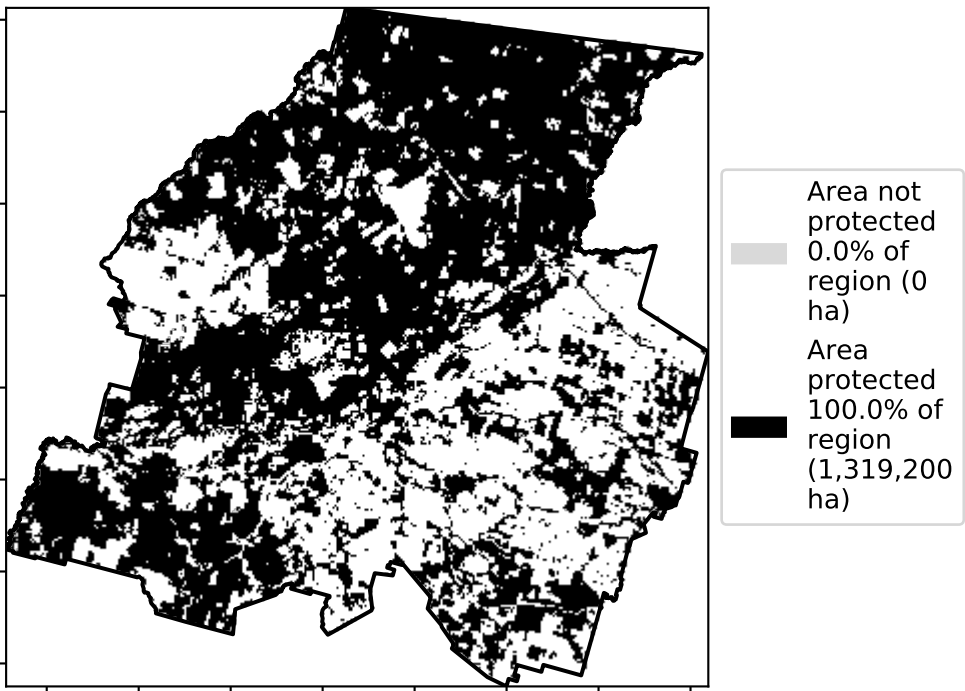 Area not
protected
0.0% of
region (0
ha)
Area
protected
100.0% of
region
(1,319,200
ha)